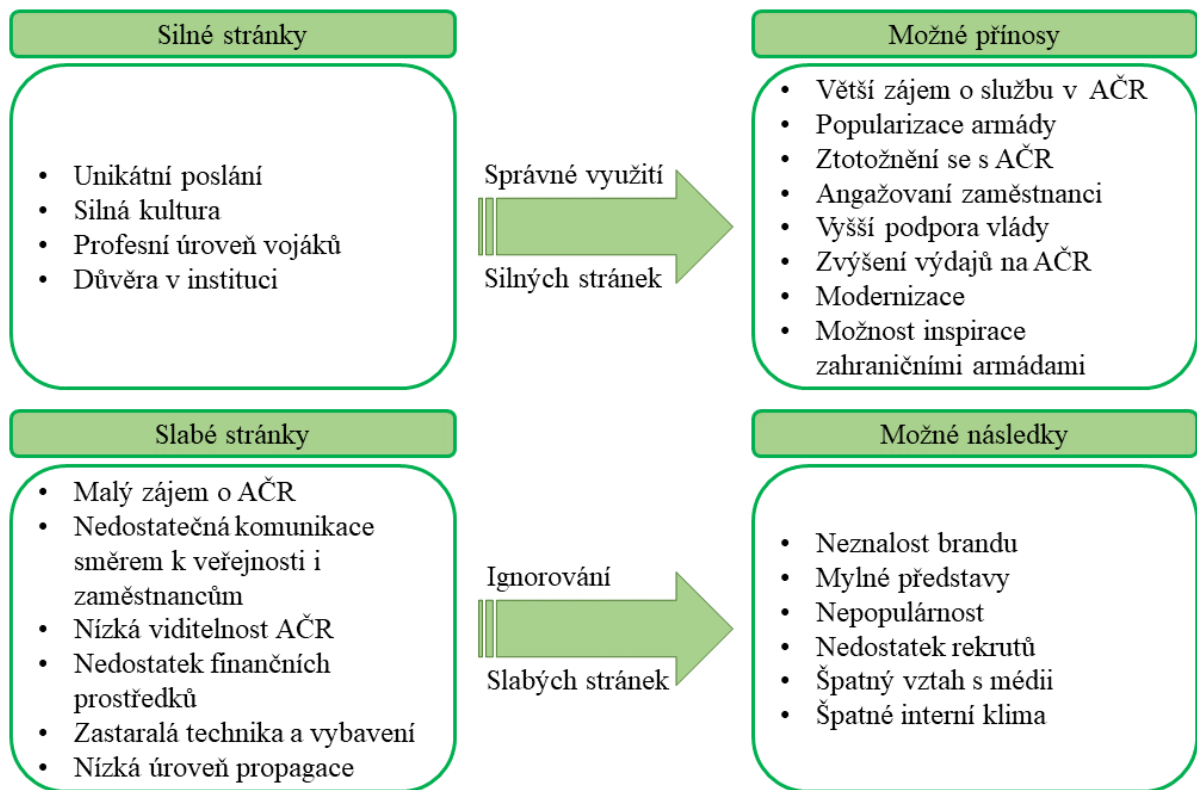 Silné stránky
• Unikátní poslání
• Silná kultura
• Profesní úroveň vojáků
• Důvěra v instituci
Správné využití
Silných stránek
Možné přínosy
• Větší zájem o službu v AČR
• Popularizace armády
• Ztotožnění se s AČR
• Angažovaní zaměstnanci
• Vyšší podpora vlády
• Zvýšení výdajů na AČR
• Modernizace
• Možnost inspirace
zahraničními armádami
Slabé stránky
• Malý zájem o AČR
• Nedostatečná komunikace
směrem k veřejnosti i
zaměstnancům
• Nízká viditelnost AČR
• Nedostatek finančních
prostředků
• Zastaralá technika a vybavení
• Nízká úroveň propagace
Ignorování
Slabých stránek
Možné následky
• Neznalost brandu
• Mylné představy
• Nepopulárnost
• Nedostatek rekrutů
• Špatný vztah s médii
• Špatné interní klima